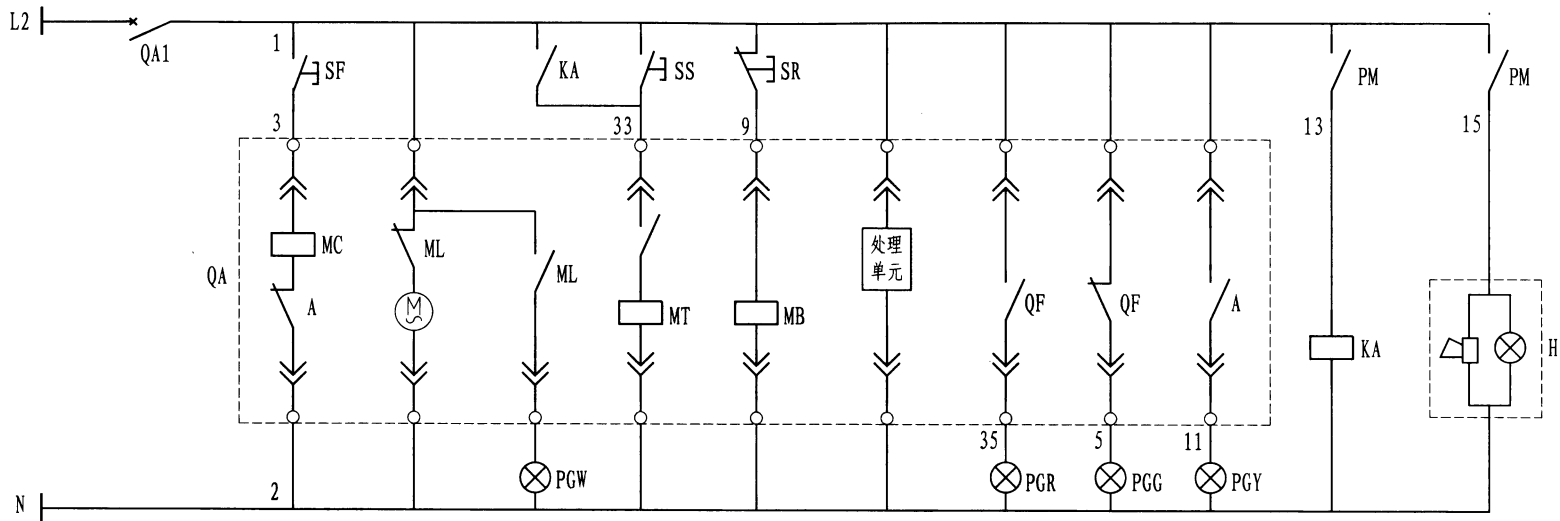 L2
QA1
1
SF
KA
SS
SR
PM
PM
3
33
9
13
15
QA
MC
ML
ML
A
M
MT
MB
处理
单元
QF
QF
A
KA
H
2
PGW
35
PGR
5
PGG
11
PGY
N